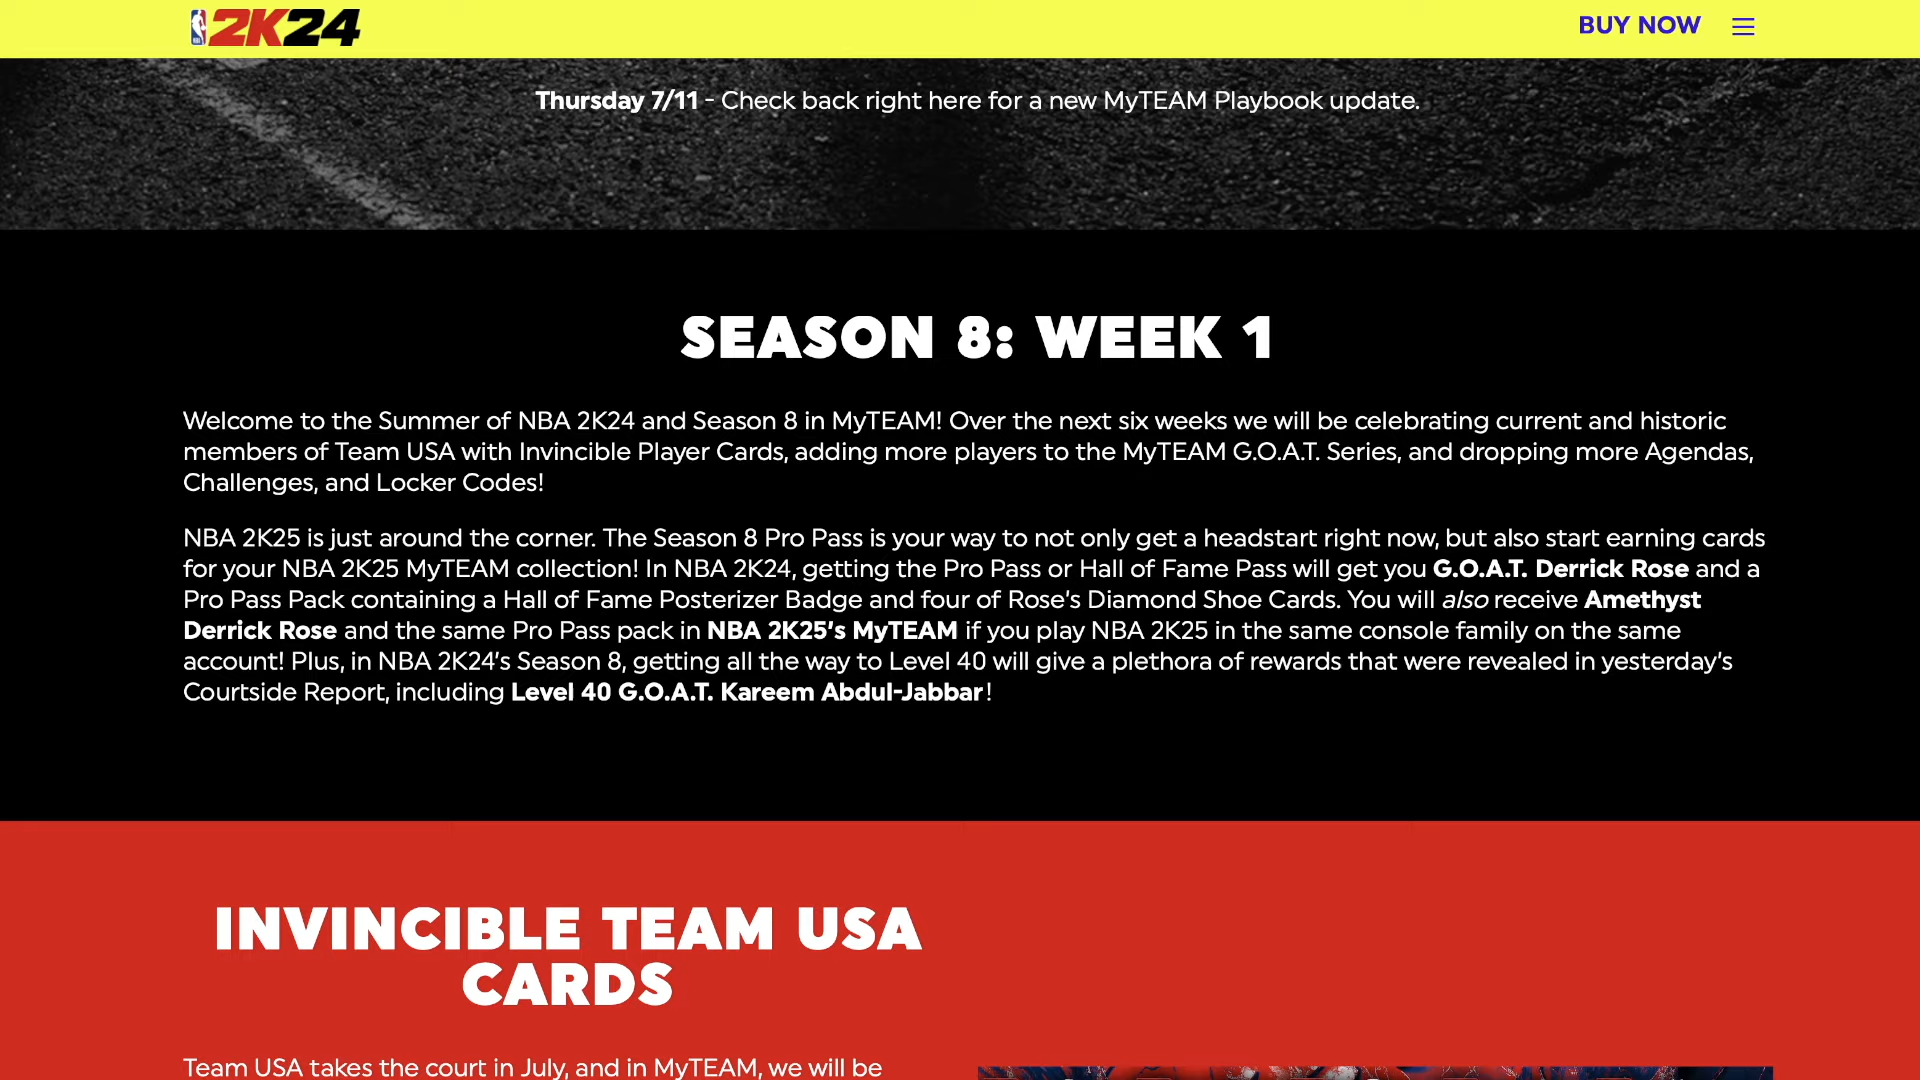 2K24
BUY NOW
Thursday 7/11 - Check back right here for a new MyTEAM Playbook update.
SEASON 8: WEEK 1
Welcome to the Summer of NBA 2K24 and Season 8 in MyTEAM! Over the next six weeks we will be celebrating current and historic
members of Team USA with Invincible Player Cards, adding more players to the MyTEAM G.O.A.T. Series, and dropping more Agendas,
Challenges, and Locker Codes!
NBA 2K25 is just around the corner. The Season 8 Pro Pass is your way to not only get a headstart right now, but also start earning cards
for your NBA 2K25 MyTEAM collection! In NBA 2K24, getting the Pro Pass or Hall of Fame Pass will get you G.O.A.T. Derrick Rose and a
Pro Pass Pack containing a Hall of Fame Posterizer Badge and four of Rose’s Diamond Shoe Cards. You will also receive Amethyst
Derrick Rose and the same Pro Pass pack in NBA 2K25’s MyTEAM if you play NBA 2K25 in the same console family on the same
account! Plus, in NBA 2K24’s Season 8, getting all the way to Level 40 will give a plethora of rewards that were revealed in yesterday’s
Courtside Report, including Level 40 G.O.A.T. Kareem Abdul-Jabbar!
INVINCIBLE TEAM USA
CARDS
Team USA takes the court in July, and in MyTEAM, we will be